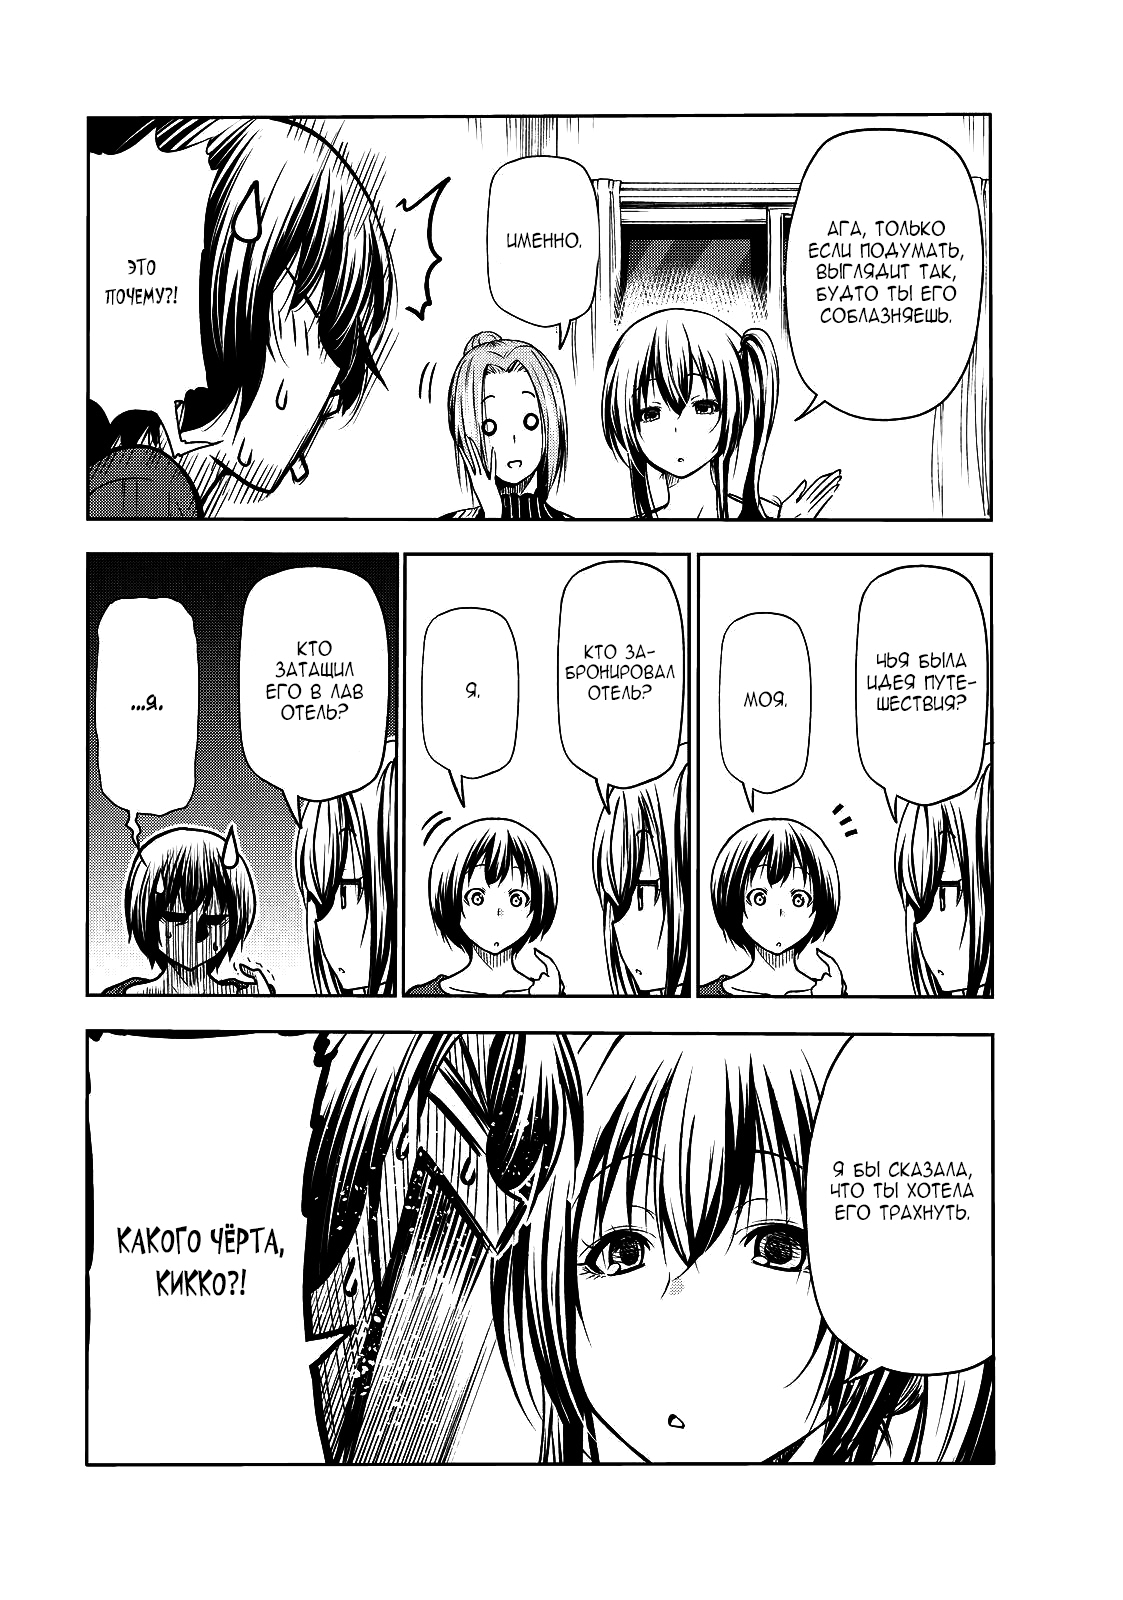 АГА, ТОЛЬКО
ЕСЛИ ПОДУМАТЬ,
ВЫГЛЯДИТ ТАК,
БУДТО ТЫ ЕГО
СОБЛАЗНЯЕШЬ.
ИМЕННО.
ЭТО
ПОЧЕМУ?!
ЧЬЯ БЫЛА
ИДЕЯ ПУТЕ-
ШЕСТВИЯ?
МОЯ.
КТО ЗА-
БРОНИРОВАЛ
ОТЕЛЬ?
Я.
КТО
ЗАТАЩИЛ
ЕГО В ЛАВ
ОТЕЛЬ?
...Я.
Я БЫ СКАЗАЛА,
ЧТО ТЫ ХОТЕЛА
ЕГО ТРАХНУТЬ.
КАКОГО ЧЁРТА,
КИККО?!